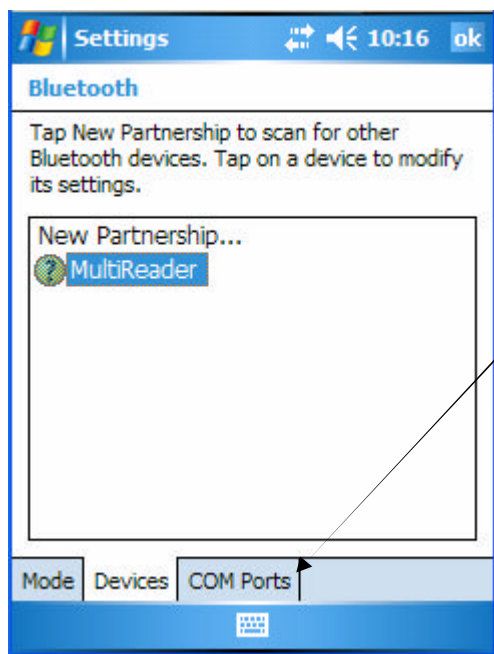 Settings 10:16 ok
Bluetooth
Tap New Partnership to scan for other
Bluetooth devices. Tap on a device to modify
its settings.
New Partnership...
MultiReader
Mode Devices COM Ports